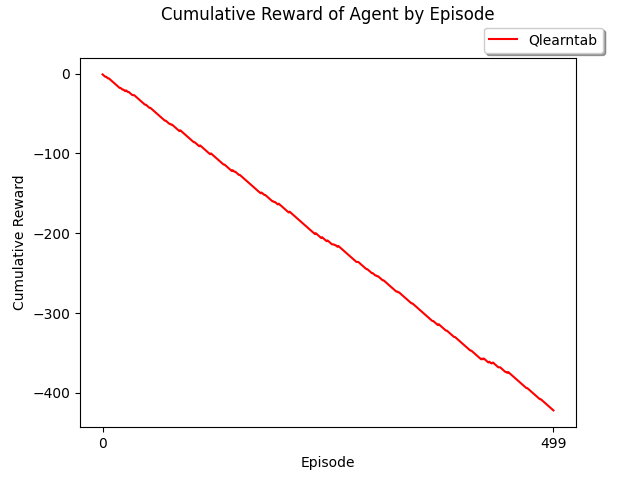 Cumulative Reward of Agent by Episode
Qlearntab
0
−100
−200
−300
−400
Cumulative Reward
0
499
Episode